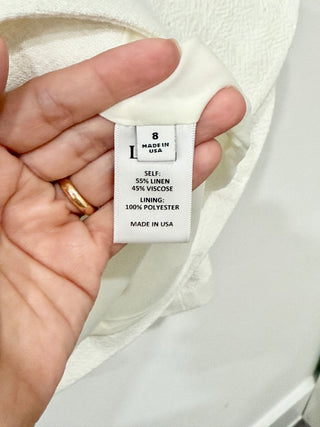 8
MADE IN
USA
SELF:
55% LINEN
45% VISCOSE
LINING:
100% POLYESTER
MADE IN USA